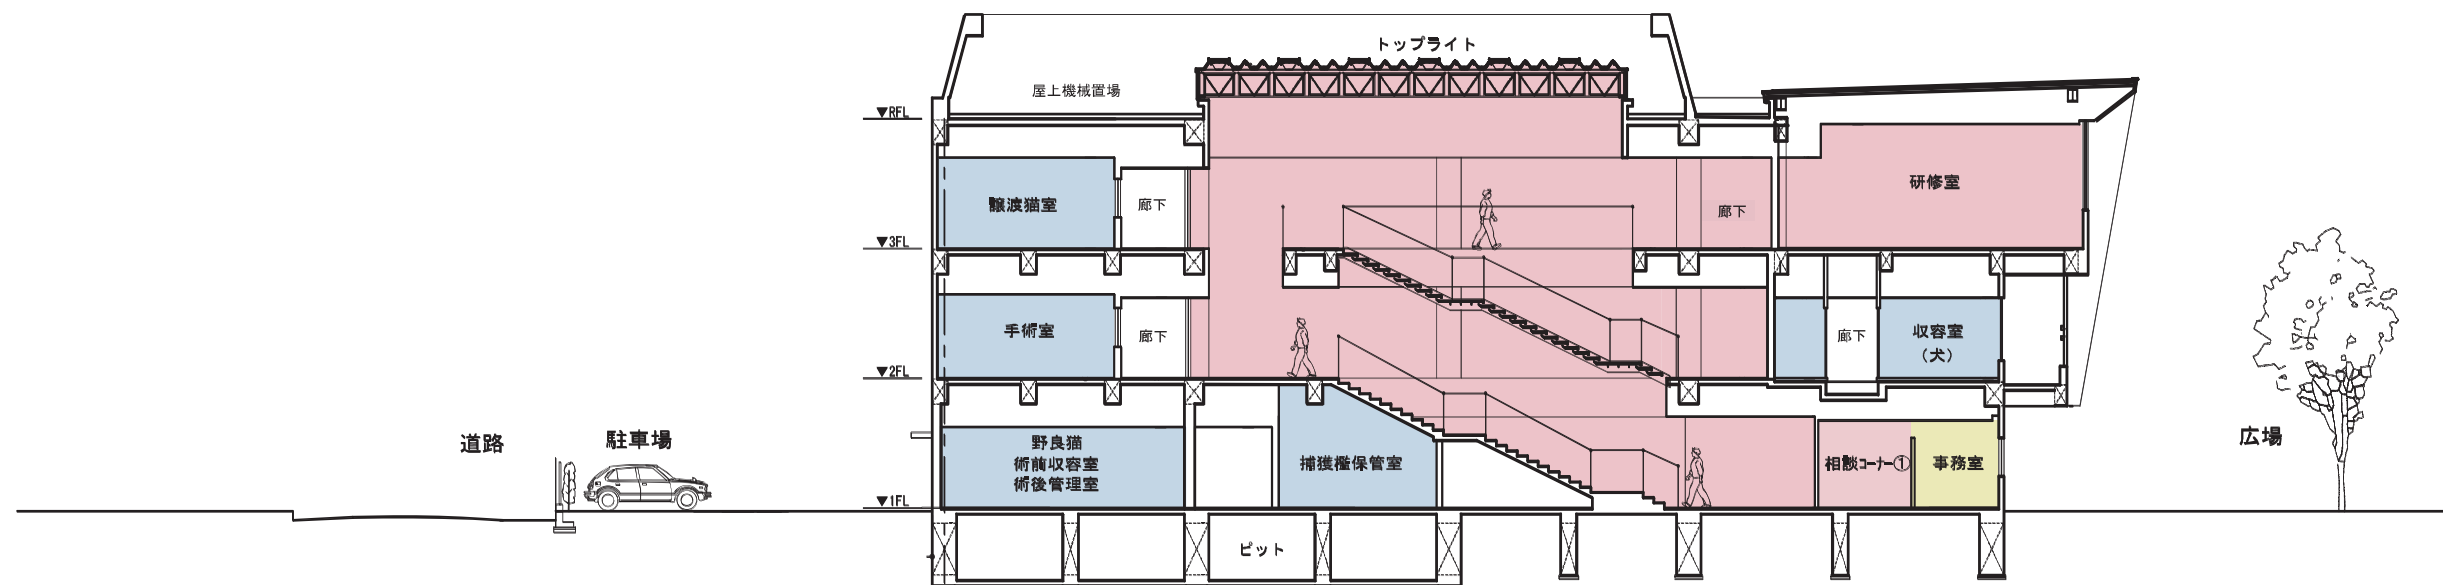 トップライト
屋上機械置場
▼RFL
譲渡猫室
廊下
廊下
研修室
▼3FL
手術室
廊下
廊下
収容室
(犬)
▼2FL
道路
駐車場
野良猫
術前収容室
術後管理室
捕獲檻保管室
相談コーナー①
事務室
広場
▼1FL
ピット